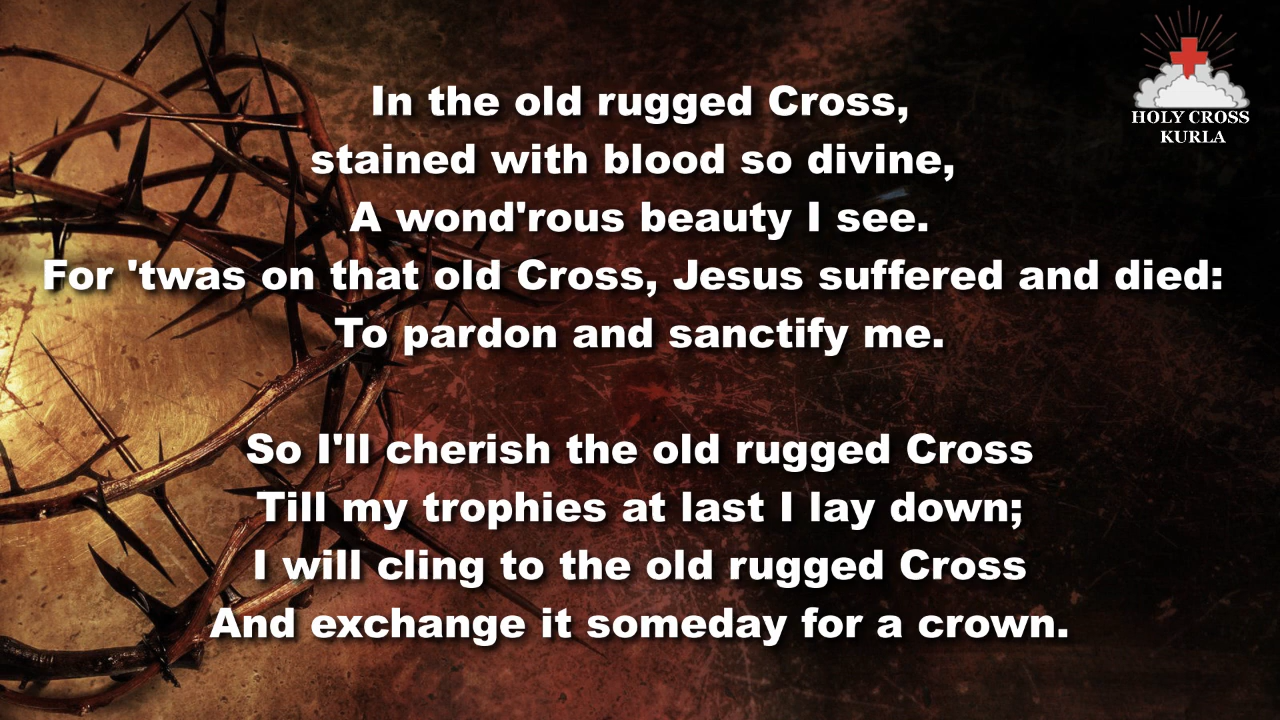 HOLY CROSS
KURLA
In the old rugged Cross,
stained with blood so divine,
A wond'rous beauty I see.
For 'twas on that old Cross, Jesus suffered and died:
To pardon and sanctify me.
So I'll cherish the old rugged Cross
Till my trophies at last I lay down;
I will cling to the old rugged Cross
And exchange it someday for a crown.